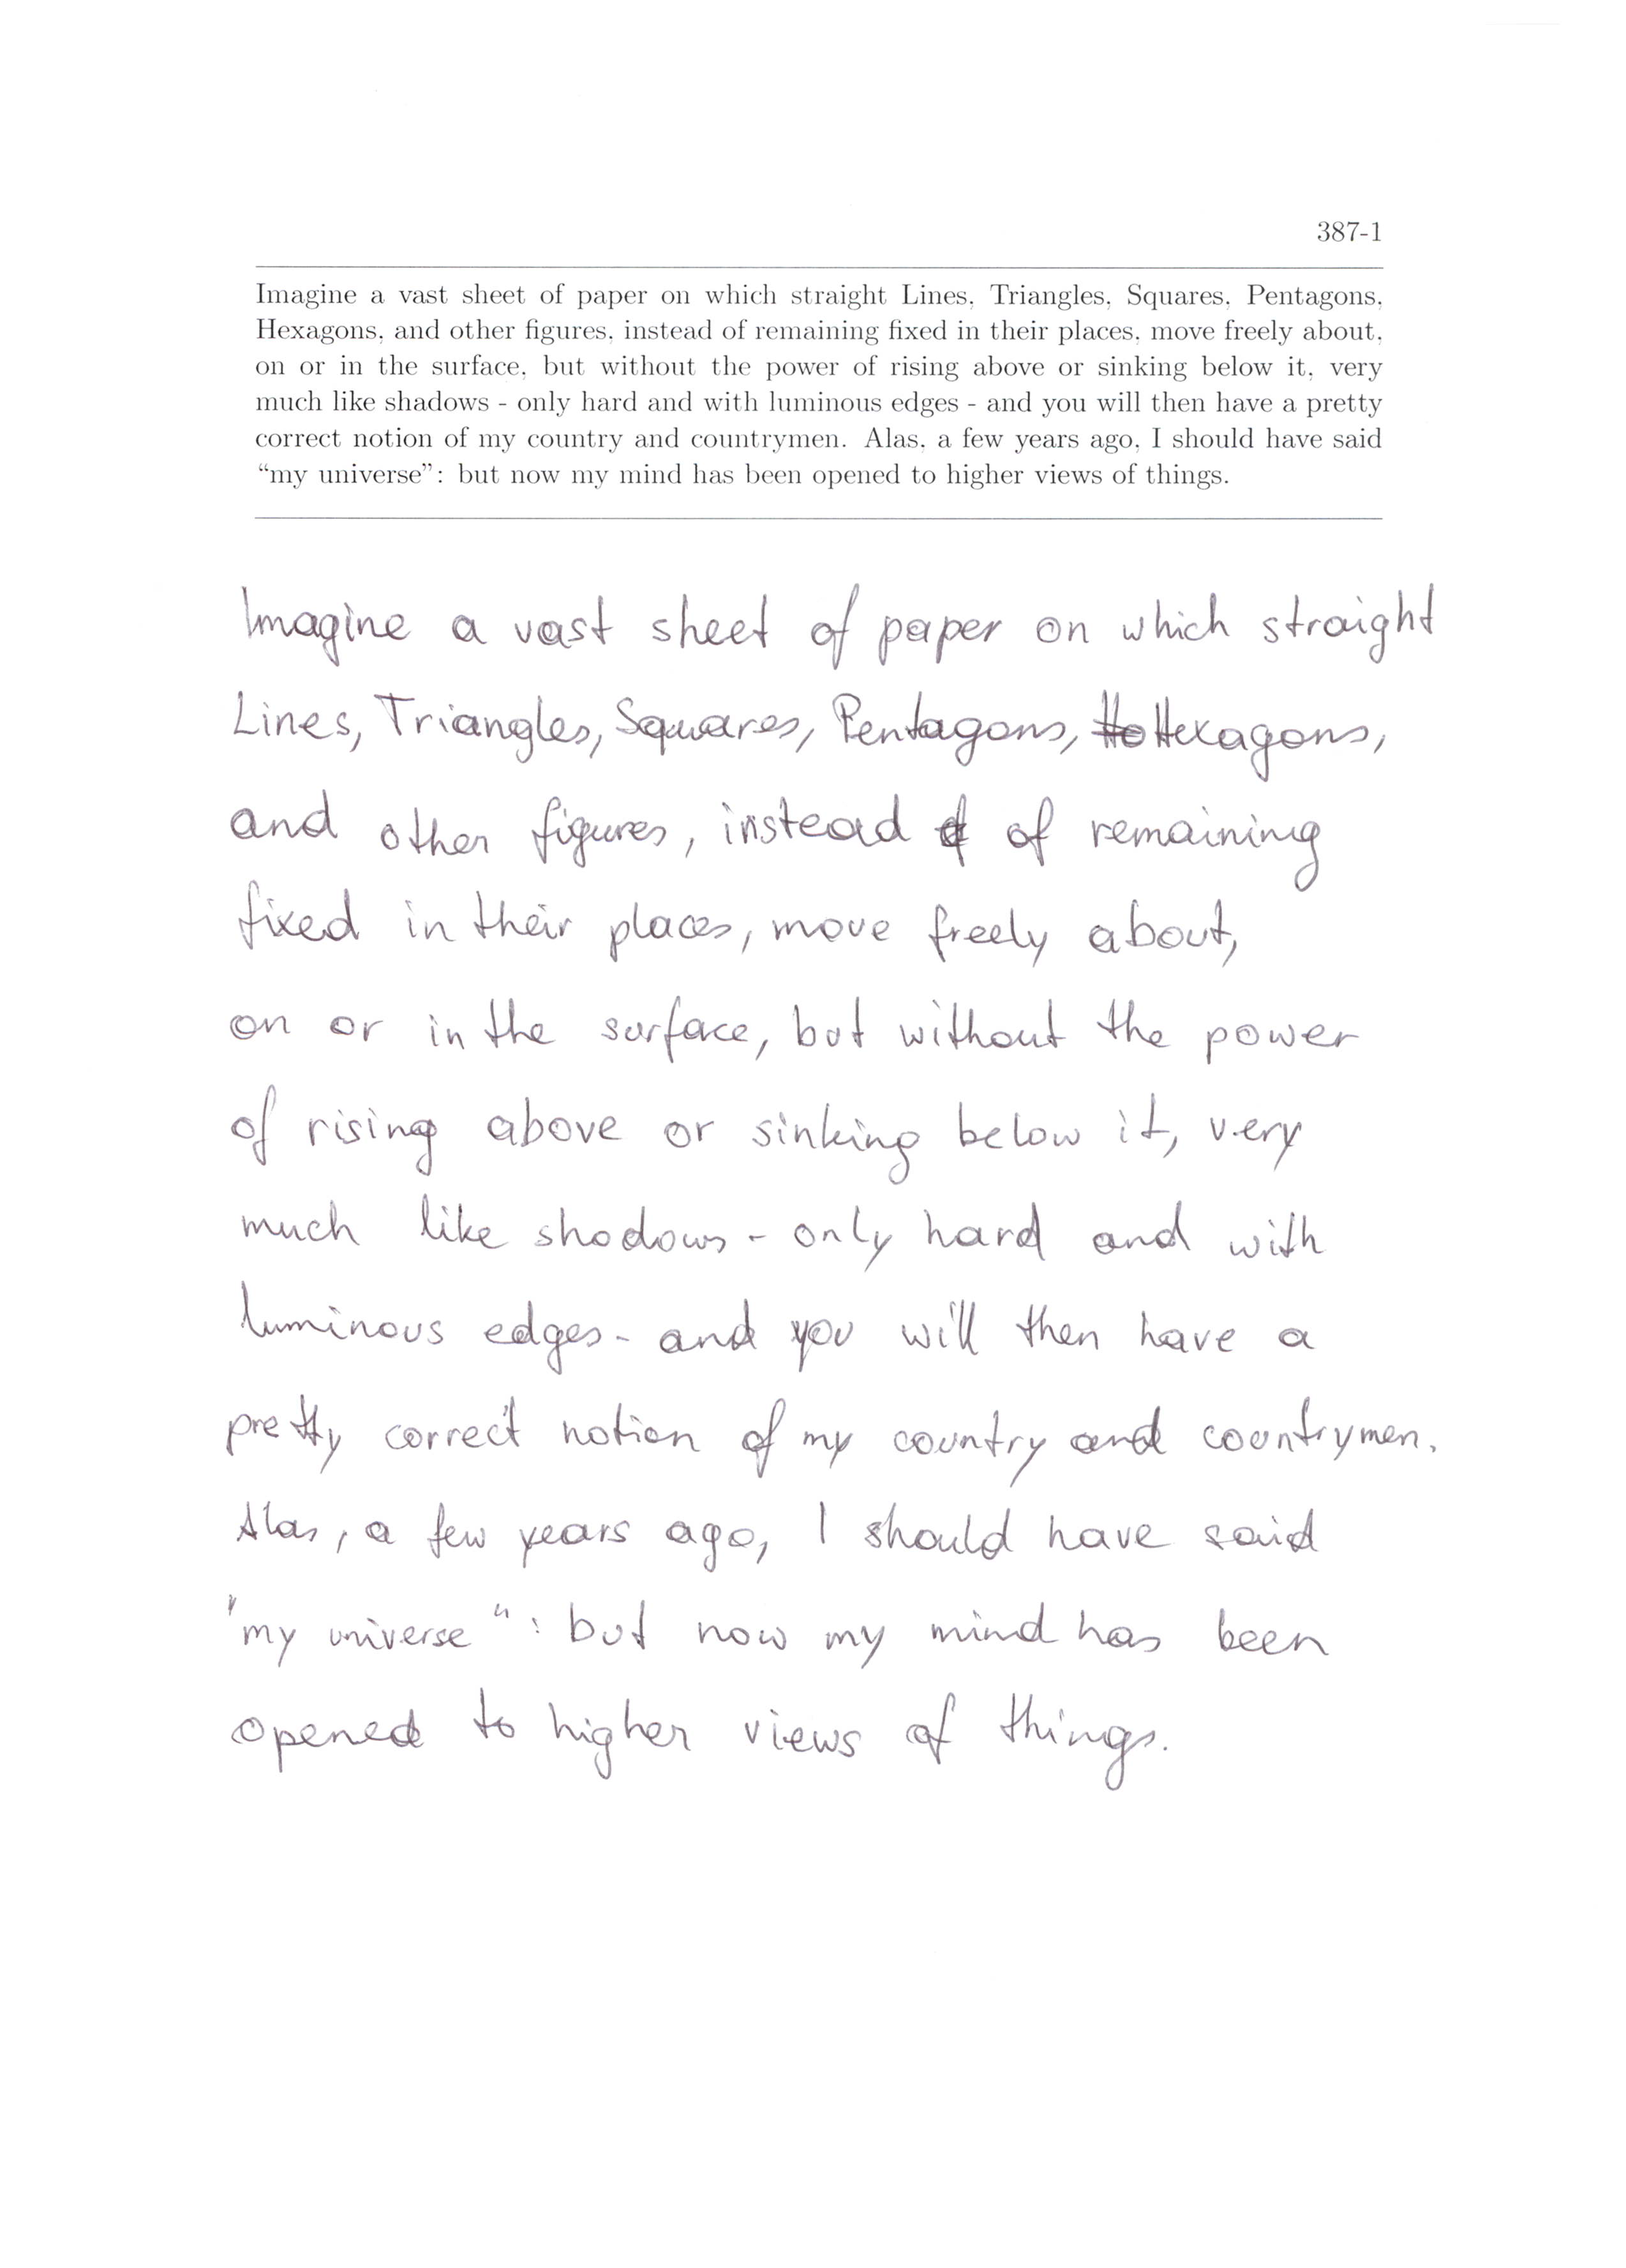 387-1
Imagine a vast sheet of paper on which straight Lines, Triangles, Squares, Pentagons,
Hexagons, and other figures, instead of remaining fixed in their places, move freely about,
on or in the surface, but without the power of rising above or sinking below it, very
much like shadows - only hard and with luminous edges - and you will then have a pretty
correct notion of my country and countrymen. Alas, a few years ago, I should have said
“my universe”: but now my mind has been opened to higher views of things.
Imagine a vast sheet of paper on which straight
Lines, Triangles, Squares, Pentagons, Hexagons,
and other figures, instead of remaining
fixed in their places, move freely about,
on or in the surface, but without the power
of rising above or sinking below it, very
much like shadows - only hard and with
luminous edges - and you will then have a
pretty correct notion of my country and countrymen.
Alas, a few years ago, I should have said
"my universe": but now my mind has been
opened to higher views of things.